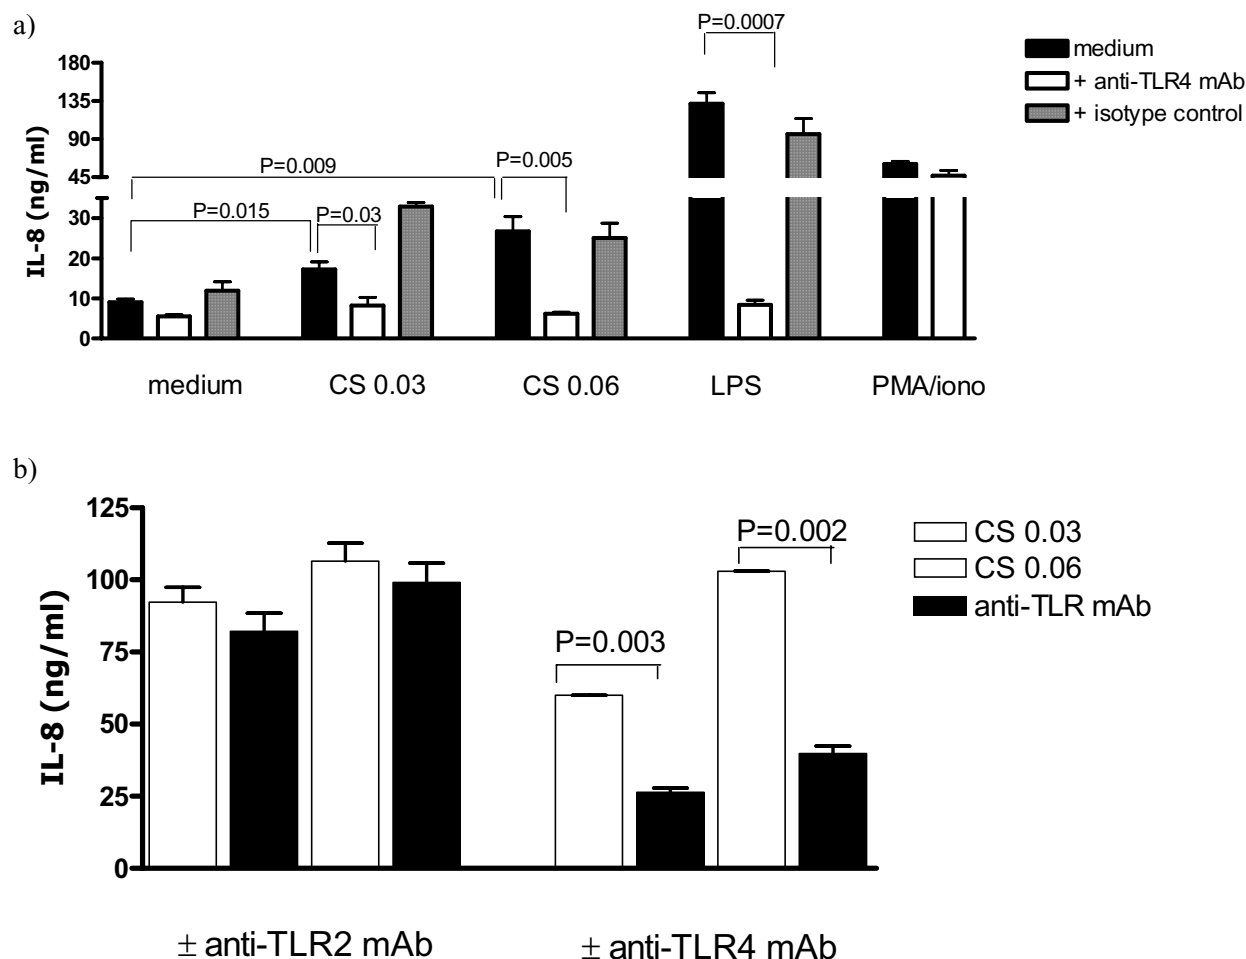 a)
P=0.0007
medium
+ anti-TLR4 mAb
+ isotype control
IL-8 (ng/ml)
180
135
90
45
30
20
10
0
P=0.009
P=0.005
P=0.015
P=0.03
medium CS 0.03 CS 0.06 LPS PMA/iono
b)
IL-8 (ng/ml)
125
100
75
50
25
0
P=0.002
P=0.003
CS 0.03
CS 0.06
anti-TLR mAb
± anti-TLR2 mAb ± anti-TLR4 mAb